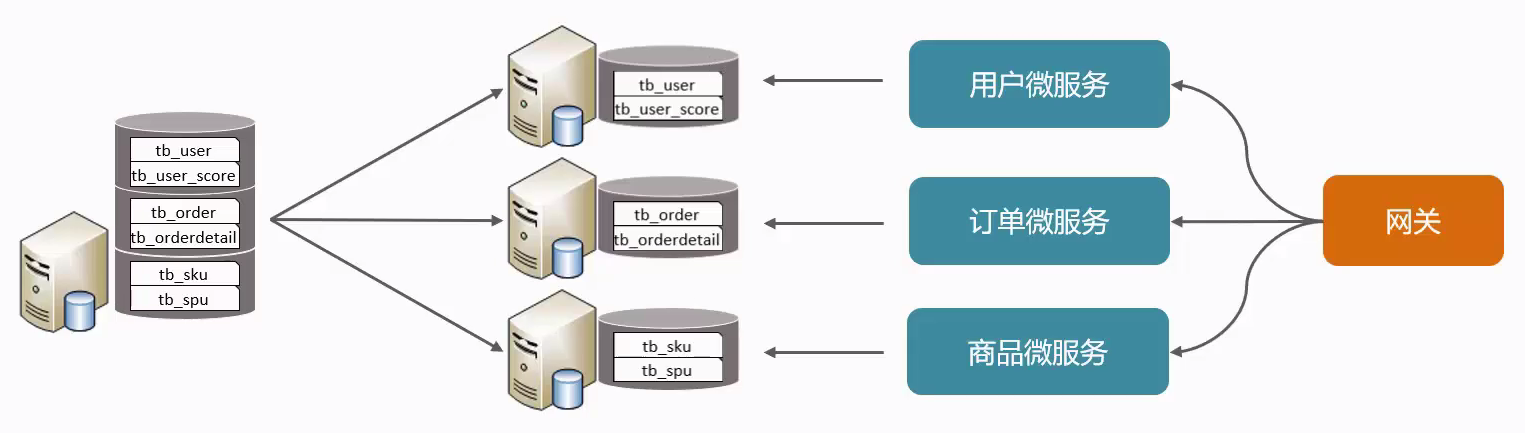 tb_user
tb_user_score
tb_order
tb_orderdetail
tb_sku
tb_spu
tb_user
tb_user_score
tb_order
tb_orderdetail
tb_sku
tb_spu
用户微服务
订单微服务
商品微服务
网关